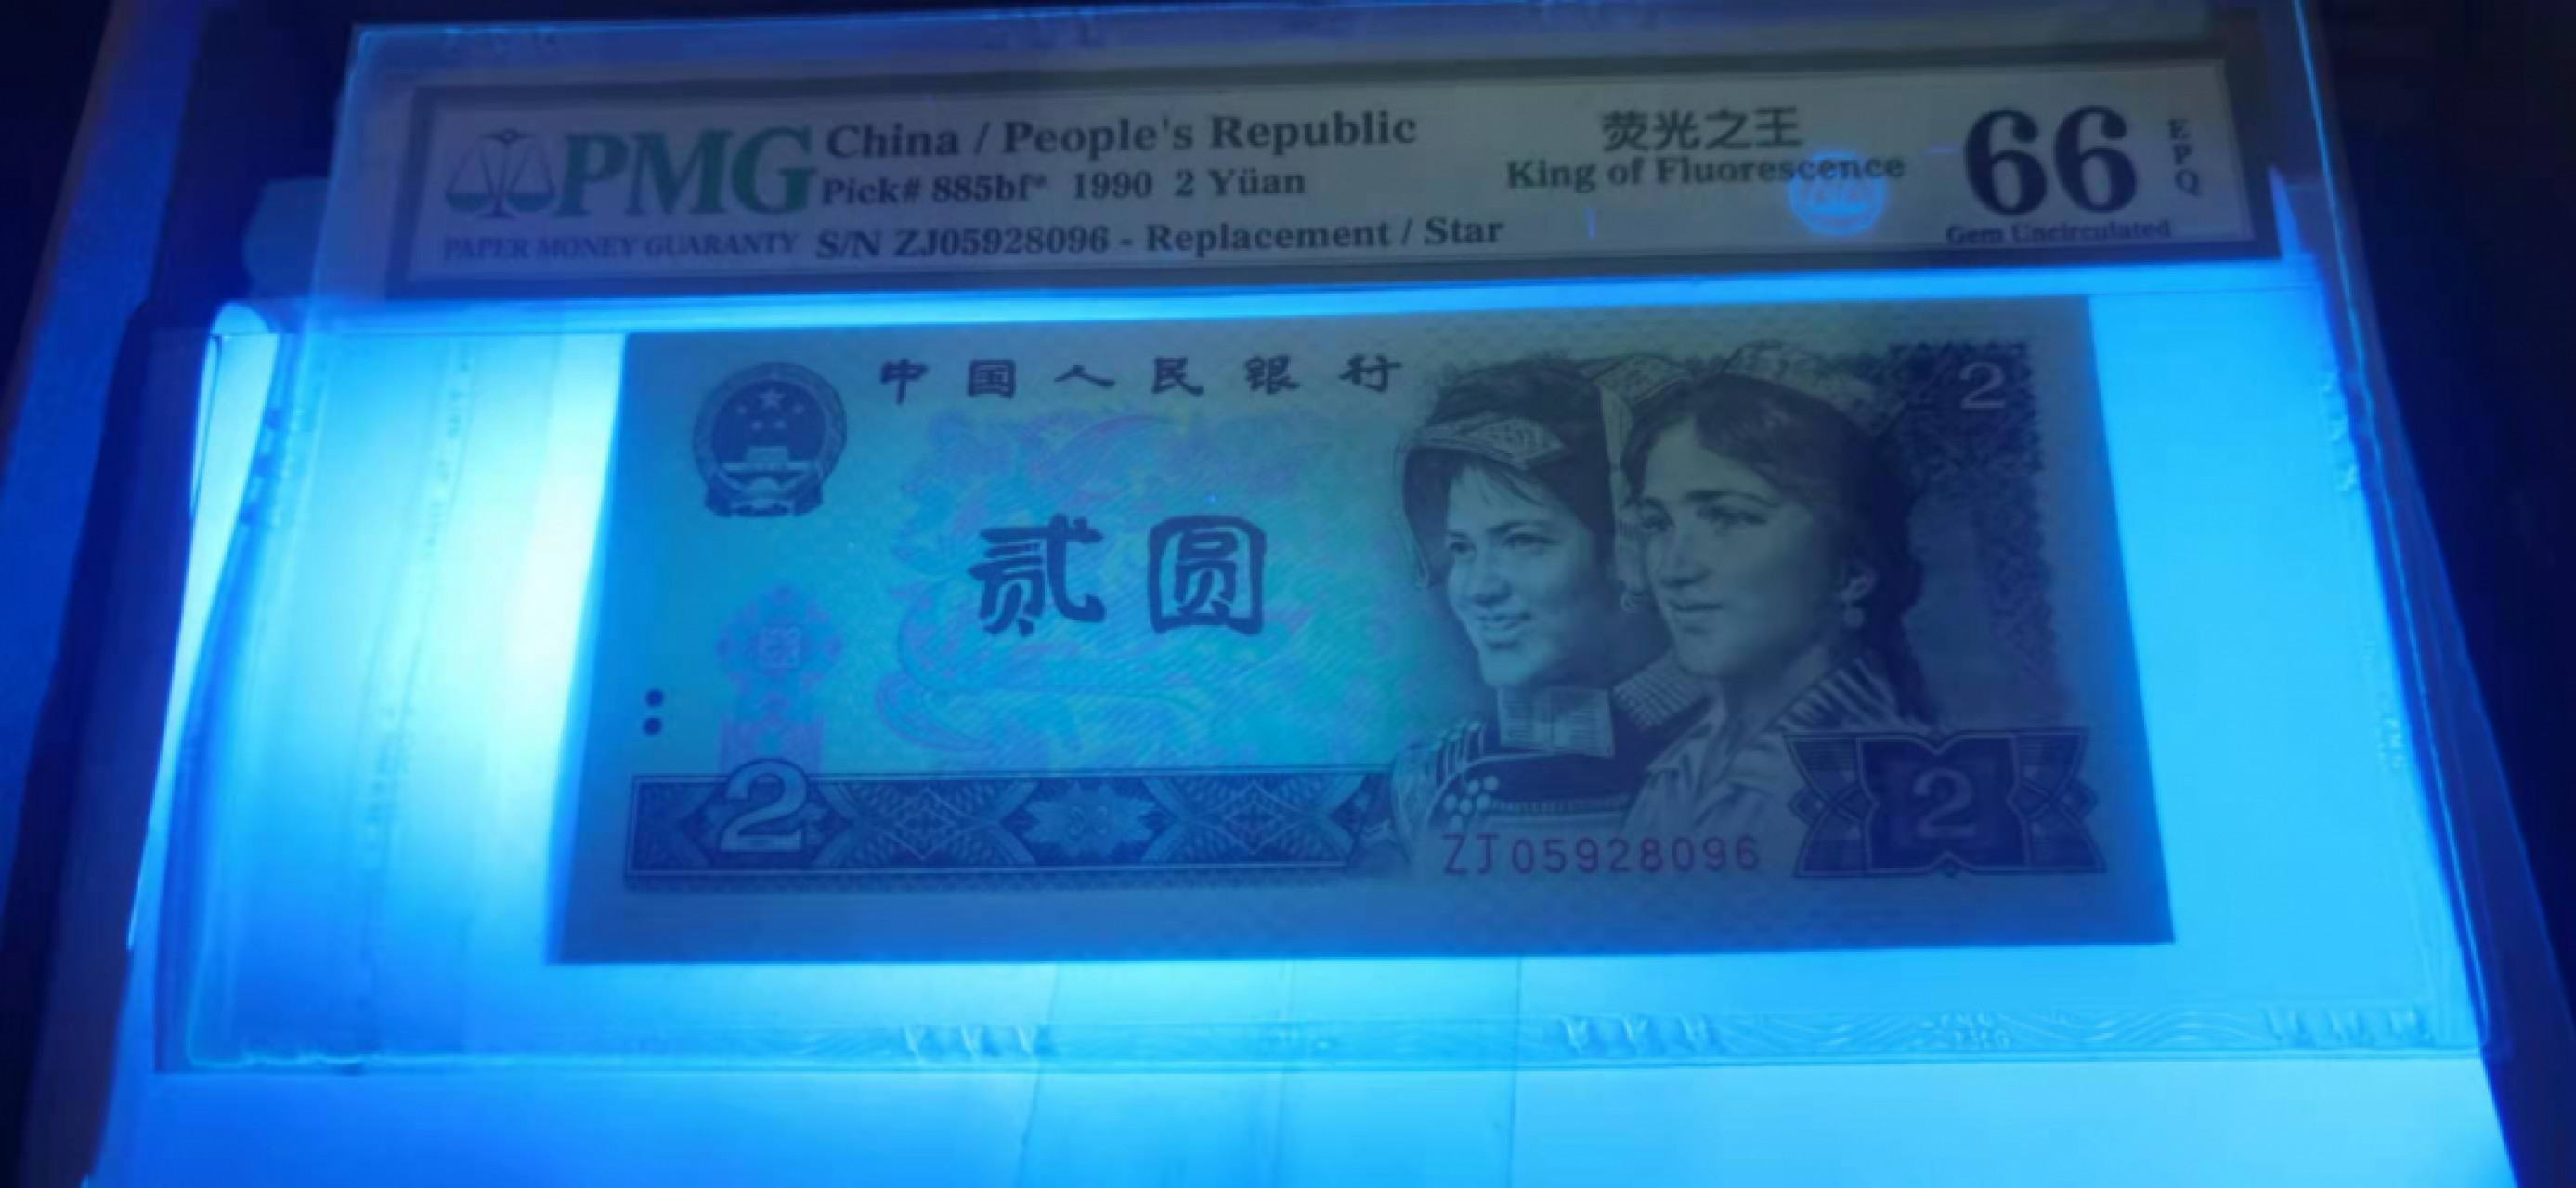 PMG
PAPER MONEY GUARANTY
China / People's Republic
Pick# 885bf* 1990 2 Yüan
S/N ZJ05928096 - Replacement / Star
荧光之王
King of Fluorescence
66
EPQ
Gem Uncirculated
中国人民银行
2
贰圆
2
ZJ05928096
2